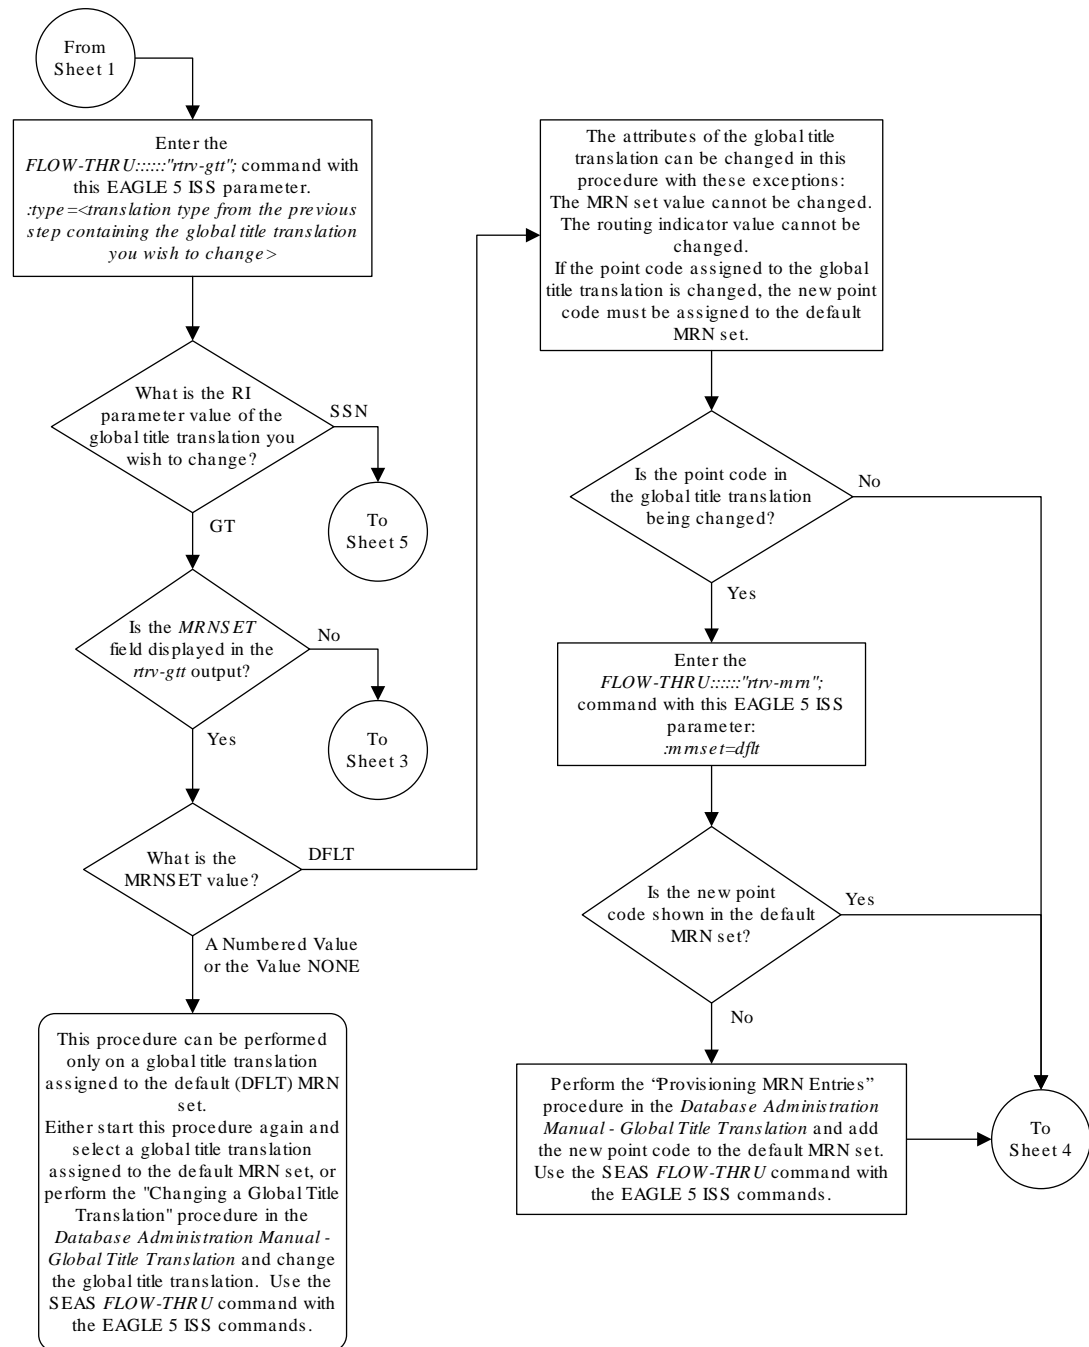 From
Sheet 1
Enter the
FLOW-THRU::::::"rtrv-gtt"; command with
this EAGLE 5 ISS parameter.
:type=<translation type from the previous
step containing the global title translation
you wish to change>
What is the RI
parameter value of the
global title translation you
wish to change?
SSN
To
Sheet 5
GT
Is the MRNSET
field displayed in the
rtrv-gtt output?
No
To
Sheet 3
Yes
What is the
MRNSET value?
DFLT
A Numbered Value
or the Value NONE
This procedure can be performed
only on a global title translation
assigned to the default (DFLT) MRN
set.
Either start this procedure again and
select a global title translation
assigned to the default MRN set, or
perform the "Changing a Global Title
Translation" procedure in the
Database Administration Manual -
Global Title Translation and change
the global title translation.  Use the
SEAS FLOW-THRU command with
the EAGLE 5 ISS commands.
The attributes of the global title
translation can be changed in this
procedure with these exceptions:
The MRN set value cannot be changed.
The routing indicator value cannot be
changed.
If the point code assigned to the global
title translation is changed, the new point
code must be assigned to the default
MRN set.
Is the point code in
the global title translation
being changed?
No
Yes
Enter the
FLOW-THRU::::::"rtrv-mrn";
command with this EAGLE 5 ISS
parameter:
:mrnset=dflt
Is the new point
code shown in the default
MRN set?
Yes
No
Perform the “Provisioning MRN Entries”
procedure in the Database Administration
Manual - Global Title Translation and add
the new point code to the default MRN set.
Use the SEAS FLOW-THRU command with
the EAGLE 5 ISS commands.
To
Sheet 4